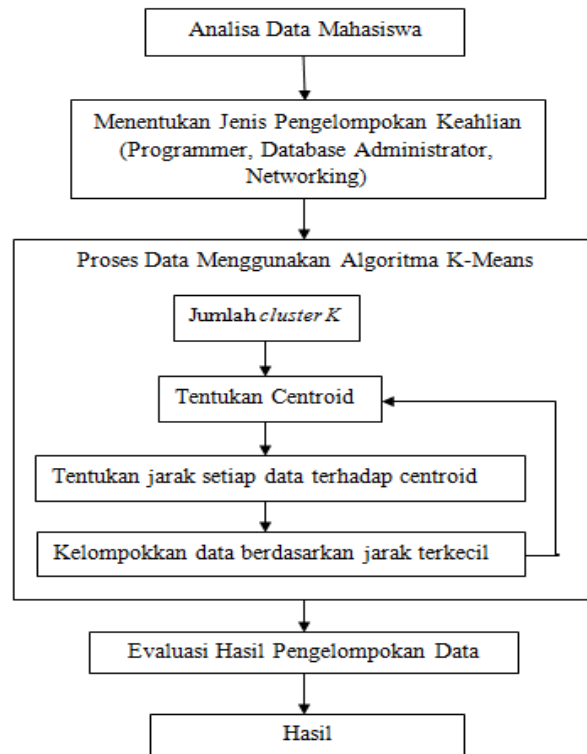 Analisa Data Mahasiswa
Menentukan Jenis Pengelompokan Keahlian
(Programmer, Database Administrator,
Networking)
Proses Data Menggunakan Algoritma K-Means
Jumlah cluster K
Tentukan Centroid
Tentukan jarak setiap data terhadap centroid
Kelompokkan data berdasarkan jarak terkecil
Evaluasi Hasil Pengelompokan Data
Hasil